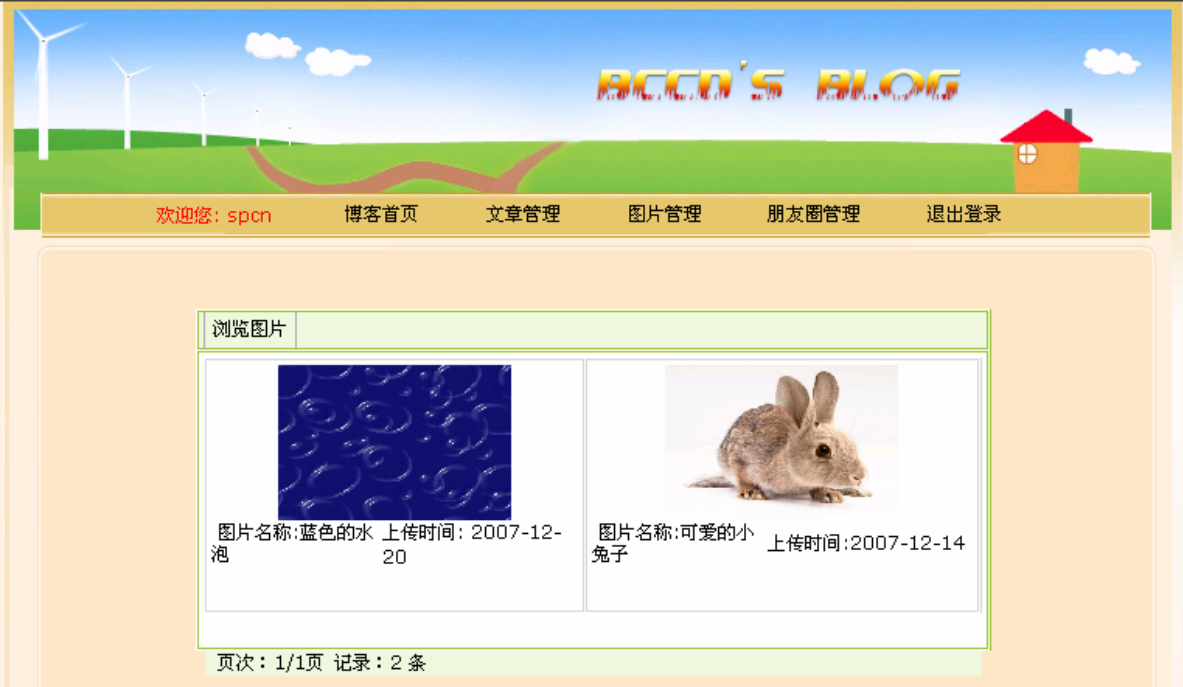 BCCD'S BLOG
欢迎您: spcn 博客首页 文章管理 图片管理 朋友圈管理 退出登录
浏览图片
图片名称:蓝色的水
泡
上传时间: 2007-12-
20
图片名称:可爱的小
兔子
上传时间:2007-12-14
页次：1/1页 记录：2 条